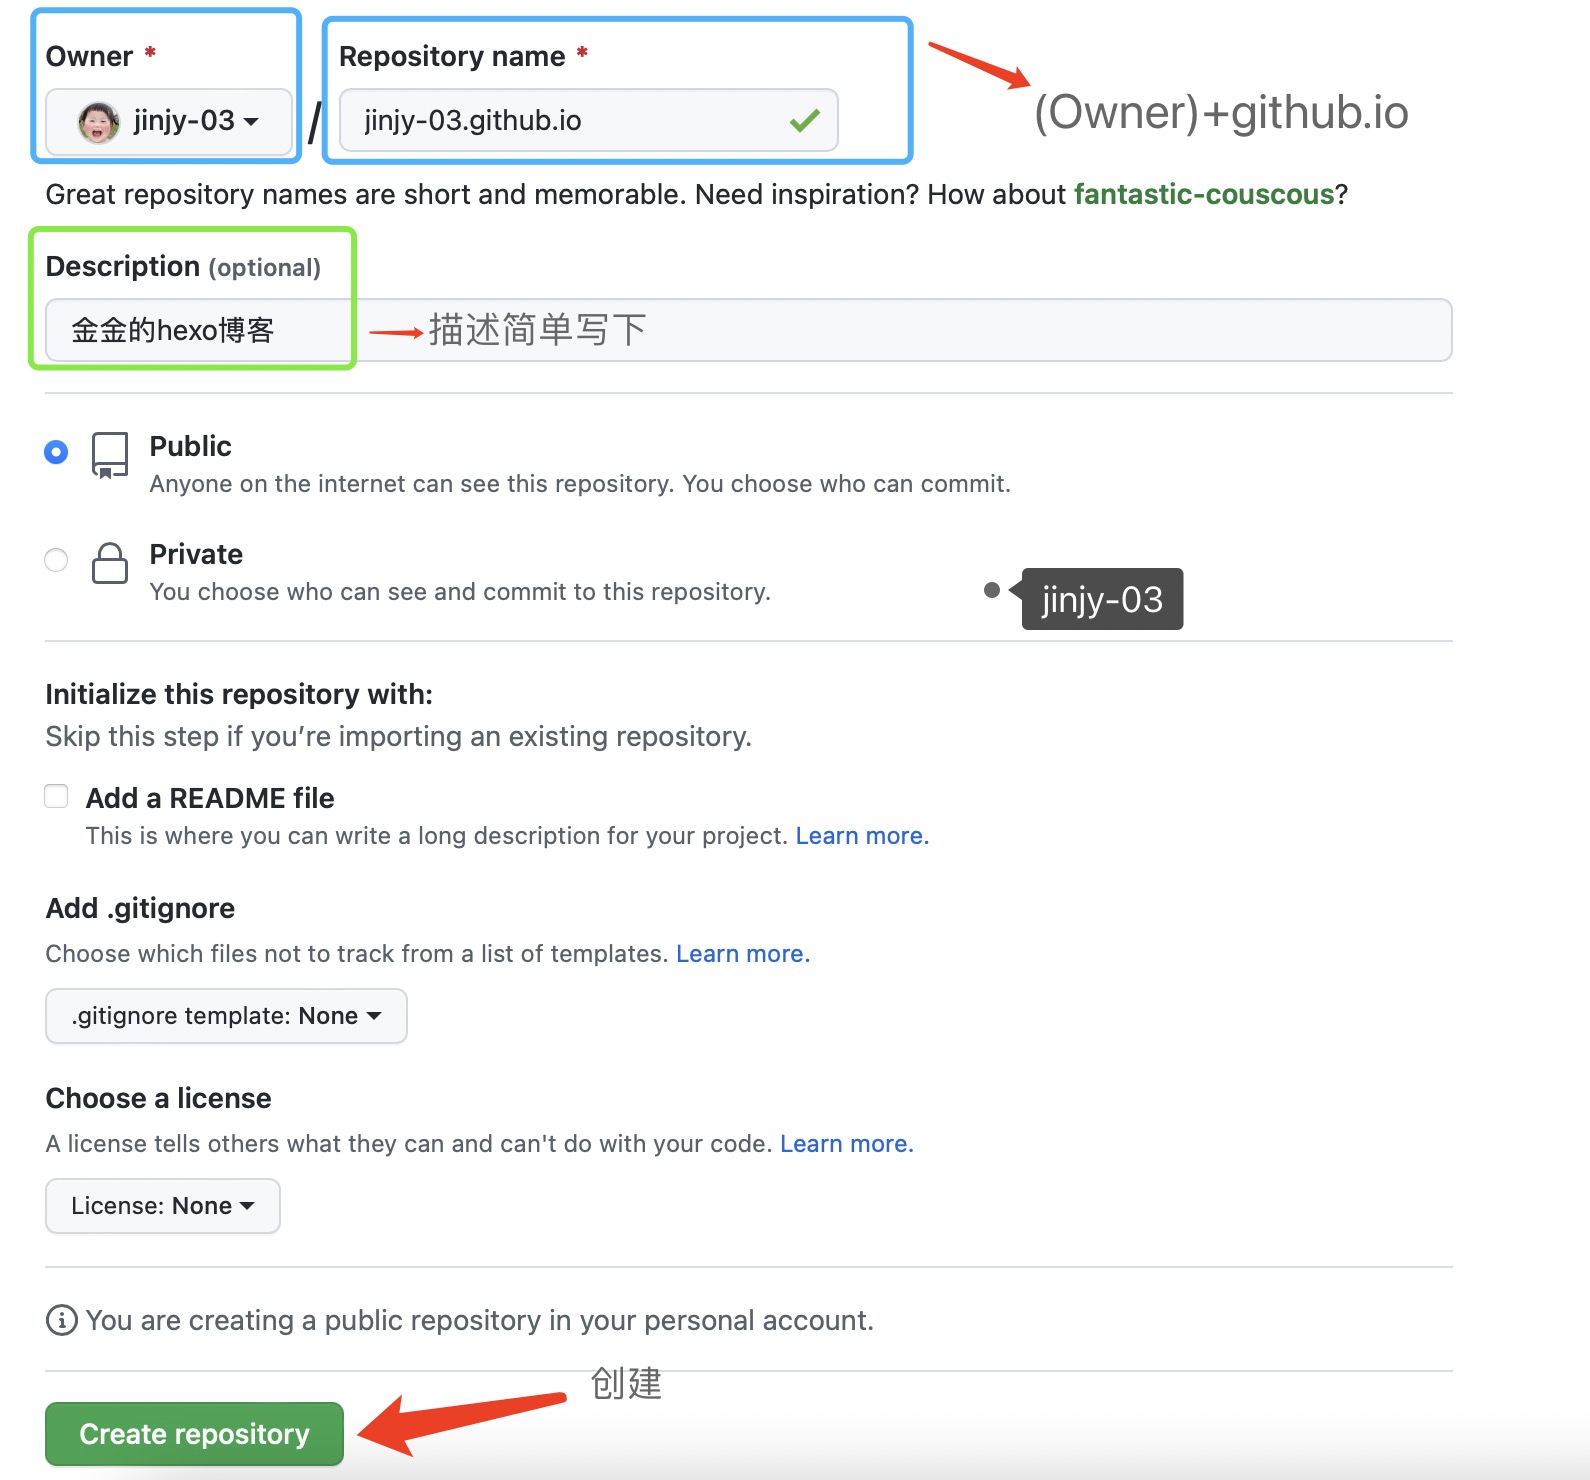 Owner *
Repository name *
jinjy-03
/
jinjy-03.github.io
(Owner)+github.io
Great repository names are short and memorable. Need inspiration? How about fantastic-couscous?
Description (optional)
金金的hexo博客
描述简单写下
Public
Anyone on the internet can see this repository. You choose who can commit.
Private
You choose who can see and commit to this repository.
jinjy-03
Initialize this repository with:
Skip this step if you’re importing an existing repository.
Add a README file
This is where you can write a long description for your project. Learn more.
Add .gitignore
Choose which files not to track from a list of templates. Learn more.
.gitignore template: None
Choose a license
A license tells others what they can and can't do with your code. Learn more.
License: None
You are creating a public repository in your personal account.
创建
Create repository